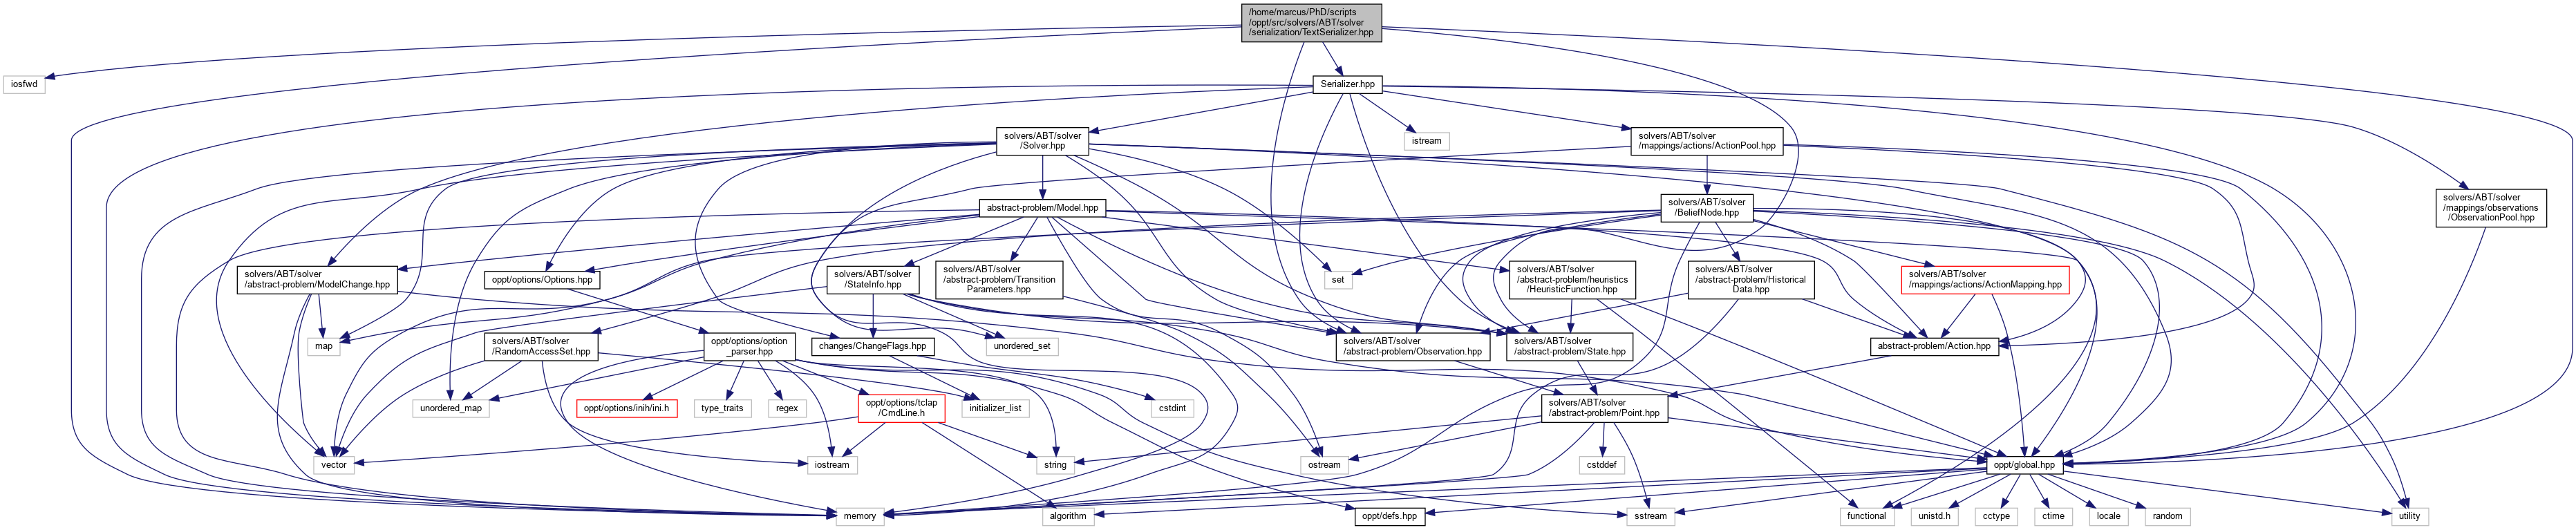 /home/marcus/PhD/scripts
/oppt/src/solvers/ABT/solver
/serialization/TextSerializer.hpp
iosfwd
Serializer.hpp
solvers/ABT/solver
/Solver.hpp
istream
solvers/ABT/solver
/mappings/actions/ActionPool.hpp
abstract-problem/Model.hpp
solvers/ABT/solver
/BeliefNode.hpp
solvers/ABT/solver
/mappings/observations
/ObservationPool.hpp
solvers/ABT/solver
/abstract-problem/ModelChange.hpp
oppt/options/Options.hpp
solvers/ABT/solver
/StateInfo.hpp
solvers/ABT/solver
/abstract-problem/Transition
Parameters.hpp
set
solvers/ABT/solver
/abstract-problem/heuristics
/HeuristicFunction.hpp
solvers/ABT/solver
/abstract-problem/Historical
Data.hpp
solvers/ABT/solver
/mappings/actions/ActionMapping.hpp
map
solvers/ABT/solver
/RandomAccessSet.hpp
oppt/options/option
_parser.hpp
changes/ChangeFlags.hpp
unordered_set
solvers/ABT/solver
/abstract-problem/Observation.hpp
solvers/ABT/solver
/abstract-problem/State.hpp
abstract-problem/Action.hpp
unordered_map
oppt/options/inih/ini.h
type_traits
regex
oppt/options/tclap
/CmdLine.h
initializer_list
cstdint
solvers/ABT/solver
/abstract-problem/Point.hpp
vector
iostream
string
ostream
cstddef
oppt/global.hpp
memory
algorithm
oppt/defs.hpp
sstream
functional
unistd.h
cctype
ctime
locale
random
utility